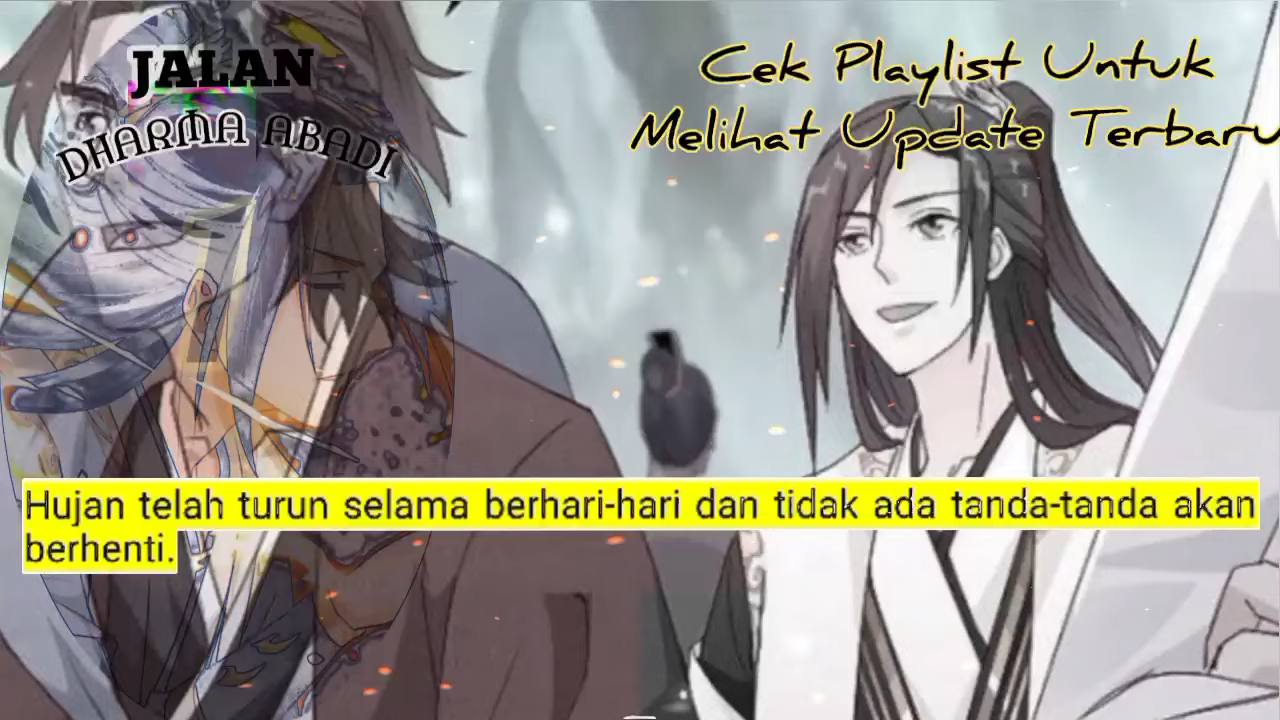 JALAN
DHARMA ABADI
Cek Playlist Untuk
Melihat Update Terbaru
Hujan telah turun selama berhari-hari dan tidak ada tanda-tanda akan
berhenti.